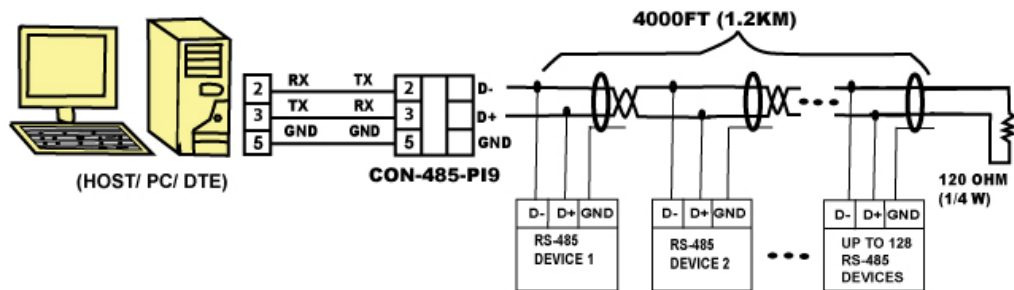 4000FT (1.2KM)
2 RX TX 2 D-
3 TX RX 3 D+
5 GND GND 5 GND
(HOST/ PC/ DTE)
CON-485-PI9
120 OHM
(1/4 W)
D- D+ GND
RS-485
DEVICE 1
D- D+ GND
RS-485
DEVICE 2
D- D+ GND
UP TO 128
RS-485
DEVICES